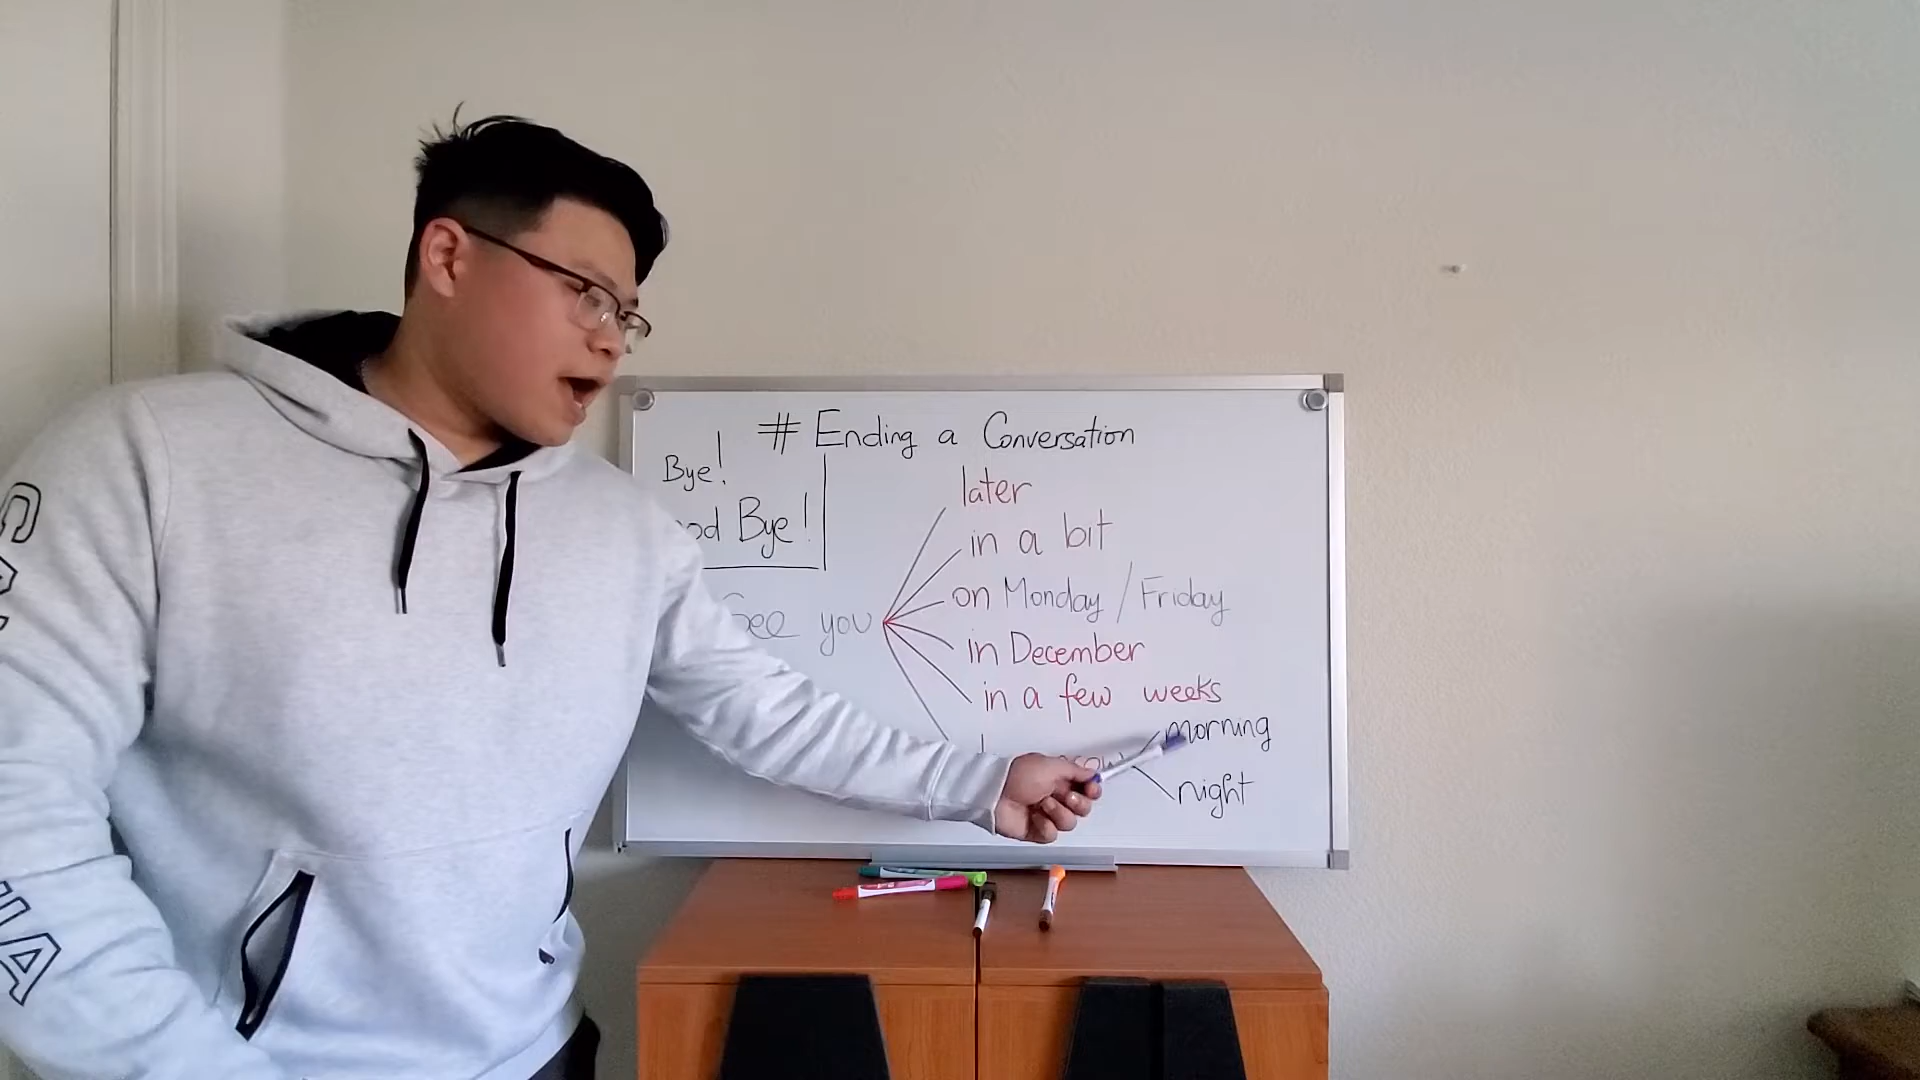 # Ending a Conversation
Bye!
Bye!
See you
later
in a bit
on Monday / Friday
in December
in a few weeks
morning
night